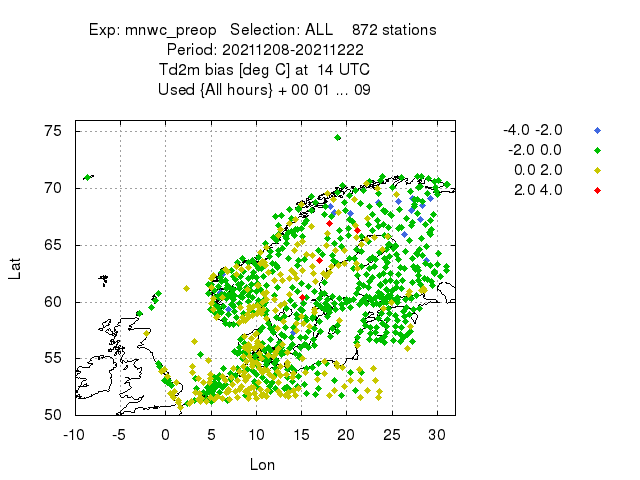 Exp: mnwc_preop   Selection: ALL    872 stations
Period: 20211208-20211222
Td2m bias [deg C] at  14 UTC
Used {All hours} + 00 01 ... 09
-4.0 -2.0
-2.0 0.0
0.0 2.0
2.0 4.0
75
70
65
60
55
50
Lat
-10 -5 0 5 10 15 20 25 30
Lon